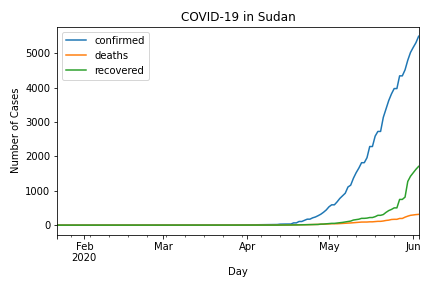 COVID-19 in Sudan
confirmed
deaths
recovered
Number of Cases
5000
4000
3000
2000
1000
0
Feb
2020
Mar
Apr
May
Jun
Day